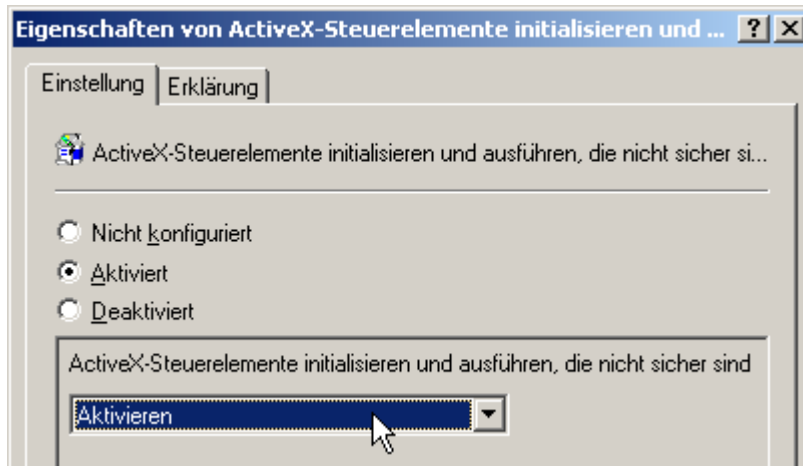 Eigenschaften von ActiveX-Steuerelemente initialisieren und ...
Einstellung Erklärung
ActiveX-Steuerelemente initialisieren und ausführen, die nicht sicher si...
Nicht konfiguriert
Aktiviert
Deaktiviert
ActiveX-Steuerelemente initialisieren und ausführen, die nicht sicher sind
Aktivieren